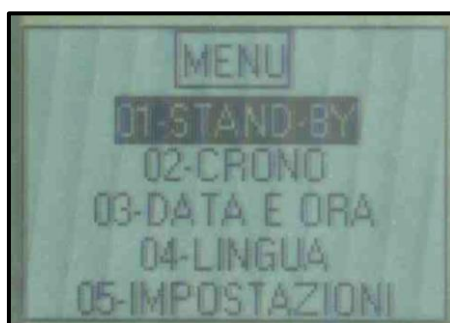 MENU
01-STAND-BY
02-CRONO
03-DATA E ORA
04-LINGUA
05-IMPOSTAZIONI